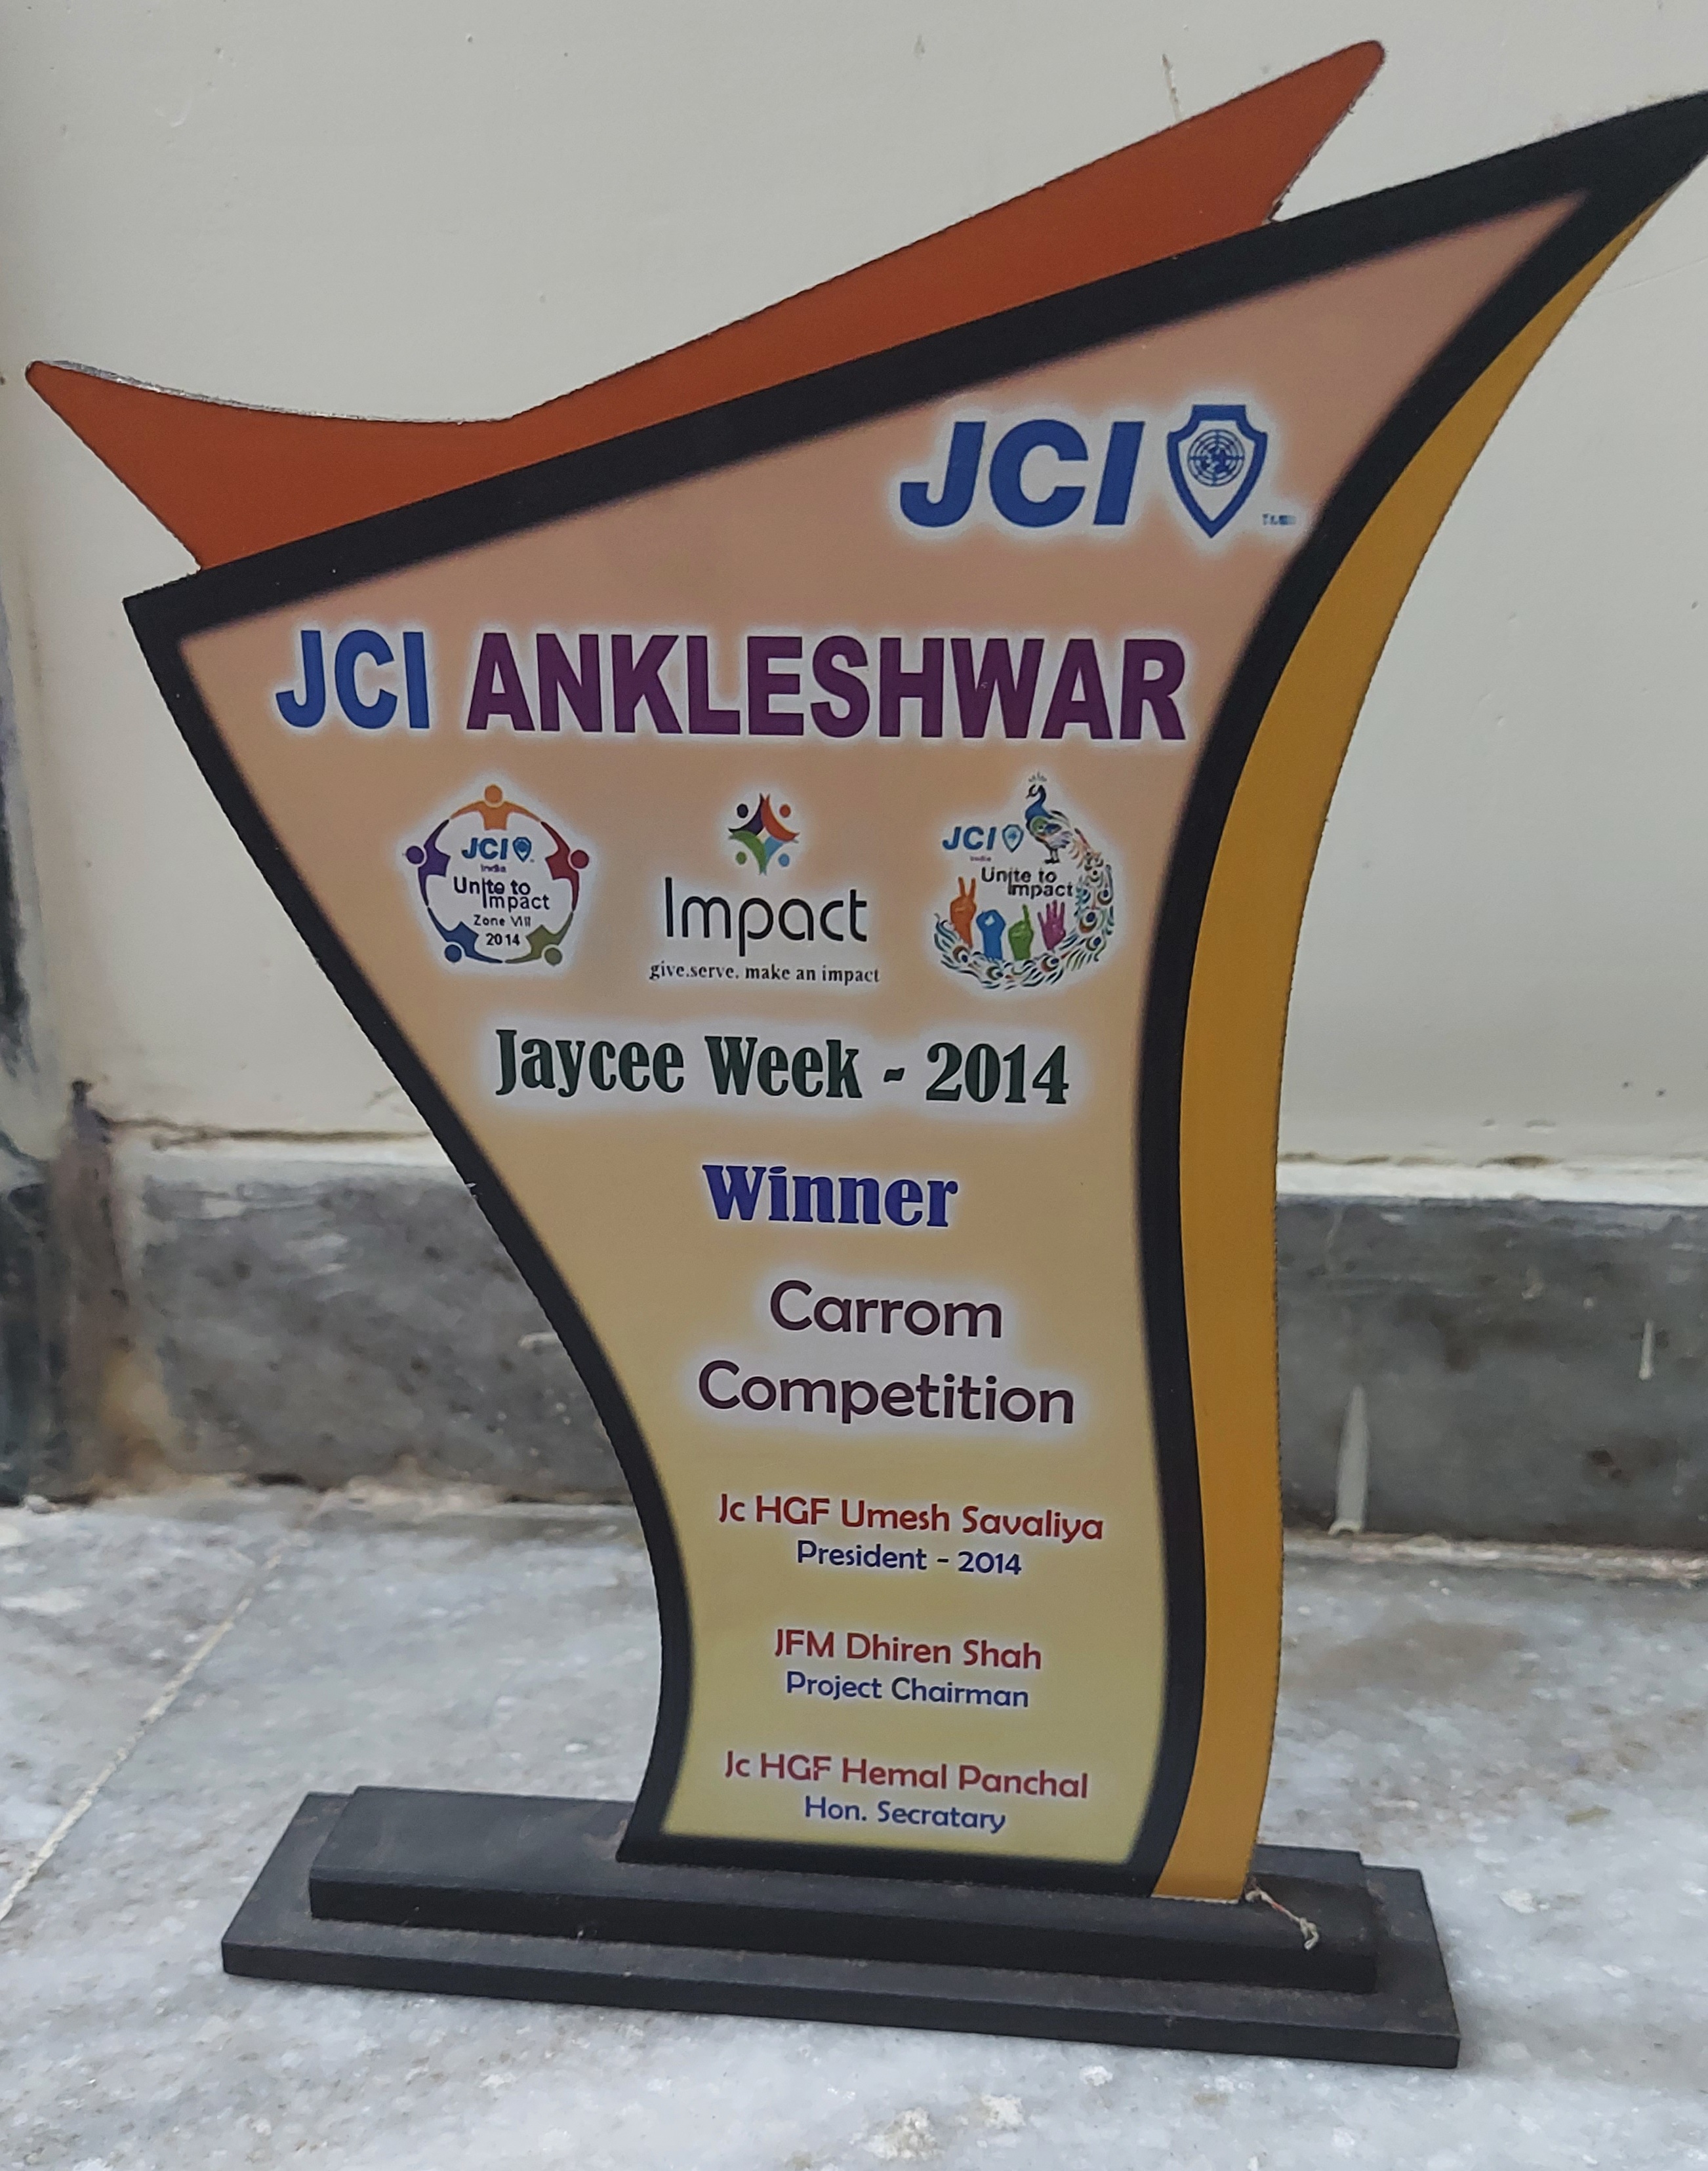 JCI
JCI ANKLESHWAR
JCI
India
Unite to
Impact
Zone VIII
2014
Impact
give.serve. make an impact
JCI
India
Unite to
Impact
Jaycee Week - 2014
Winner
Carrom
Competition
Jc HGF Umesh Savaliya
President - 2014
JFM Dhiren Shah
Project Chairman
Jc HGF Hemal Panchal
Hon. Secratary